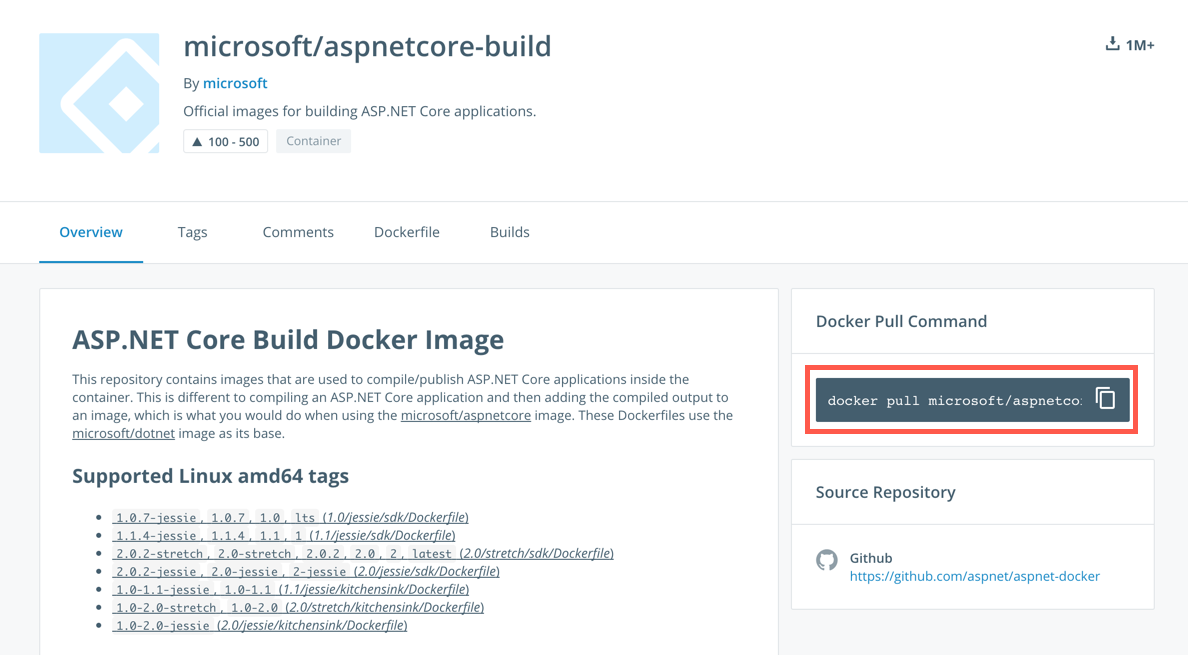 microsoft/aspnetcore-build
1M+
By microsoft
Official images for building ASP.NET Core applications.
▲ 100 - 500 Container
Overview Tags Comments Dockerfile Builds
ASP.NET Core Build Docker Image
This repository contains images that are used to compile/publish ASP.NET Core applications inside the
container. This is different to compiling an ASP.NET Core application and then adding the compiled output to
an image, which is what you would do when using the microsoft/aspnetcore image. These Dockerfiles use the
microsoft/dotnet image as its base.
Supported Linux amd64 tags
• 1.0.7-jessie, 1.0.7, 1.0, lts (1.0/jessie/sdk/Dockerfile)
• 1.1.4-jessie, 1.1.4, 1.1, 1 (1.1/jessie/sdk/Dockerfile)
• 2.0.2-stretch, 2.0-stretch, 2.0.2, 2.0, 2, latest (2.0/stretch/sdk/Dockerfile)
• 2.0.2-jessie, 2.0-jessie, 2-jessie (2.0/jessie/sdk/Dockerfile)
• 1.0-1.1-jessie, 1.0-1.1 (1.1/jessie/kitchensink/Dockerfile)
• 1.0-2.0-stretch, 1.0-2.0 (2.0/stretch/kitchensink/Dockerfile)
• 1.0-2.0-jessie (2.0/jessie/kitchensink/Dockerfile)
Docker Pull Command
docker pull microsoft/aspnetco
Source Repository
Github
https://github.com/aspnet/aspnet-docker